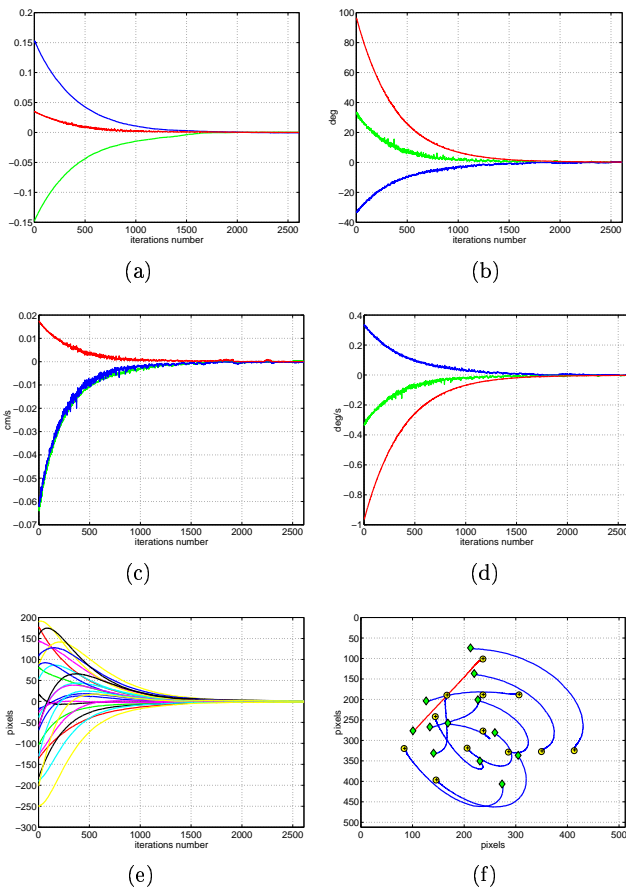 0.2
0.15
0.1
0.05
0
−0.05
−0.1
−0.15
0 500 1000 1500 2000 2500
iterations number
(a)
100
80
60
40
20
0
−20
−40
deg
0 500 1000 1500 2000 2500
iterations number
(b)
0.02
0.01
0
−0.01
−0.02
−0.03
−0.04
−0.05
−0.06
−0.07
cm/s
0 500 1000 1500 2000 2500
iterations number
(c)
0.4
0.2
0
−0.2
−0.4
−0.6
−0.8
−1
deg/s
0 500 1000 1500 2000 2500
iterations number
(d)
200
150
100
50
0
−50
−100
−150
−200
−250
−300
pixels
0 500 1000 1500 2000 2500
iterations number
(e)
0
50
100
150
200
250
300
350
400
450
500
pixels
0 100 200 300 400 500
pixels
(f)